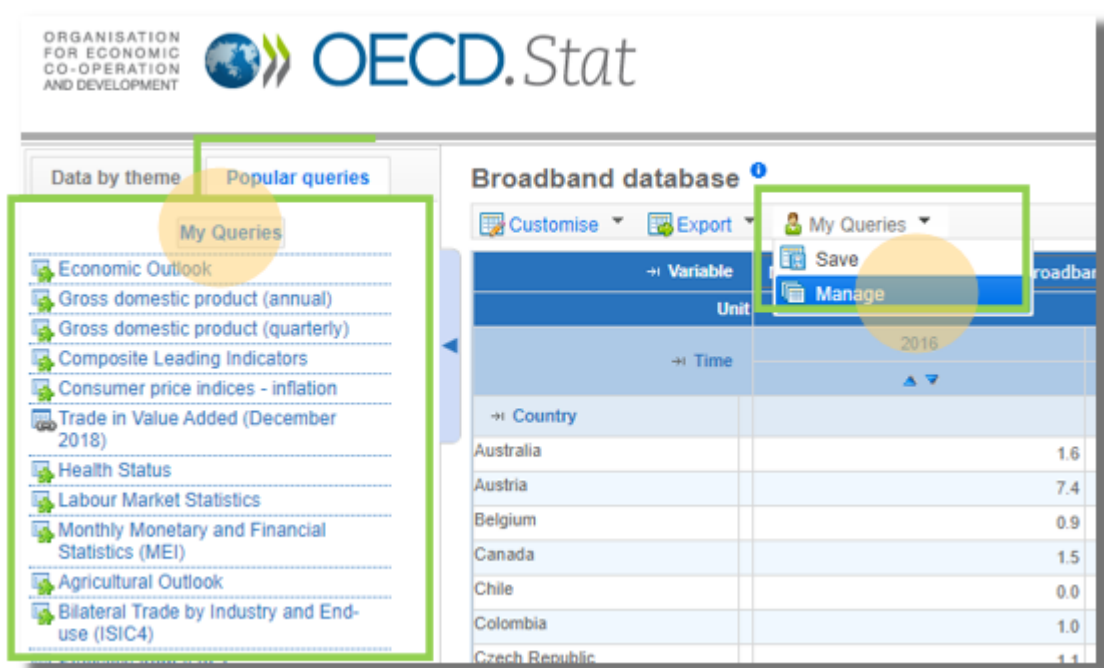 ORGANISATION
FOR ECONOMIC
CO-OPERATION
AND DEVELOPMENT
OECD.Stat
Data by theme
Popular queries
My Queries
Economic Outlook
Gross domestic product (annual)
Gross domestic product (quarterly)
Composite Leading Indicators
Consumer price indices - inflation
Trade in Value Added (December
2018)
Health Status
Labour Market Statistics
Monthly Monetary and Financial
Statistics (MEI)
Agricultural Outlook
Bilateral Trade by Industry and End-
use (ISIC4)
Broadband database
Customise
Export
My Queries
Save
Manage
Variable
Unit
Time
2016
Country
Australia 1.6
Austria 7.4
Belgium 0.9
Canada 1.5
Chile 0.0
Colombia 1.0
Czech Republic 1.1